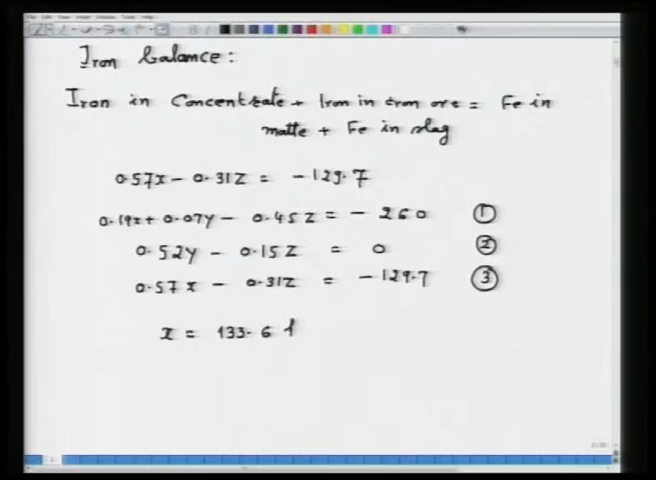 Iron balance:
Iron in Concentrate + Iron in iron ore = Fe in
matte + Fe in slag
0.57x - 0.31z = -129.7
0.19x + 0.07y - 0.45z = -260 ①
0.52y - 0.15z = 0 ②
0.57x - 0.31z = -129.7 ③
x = 133.6 t